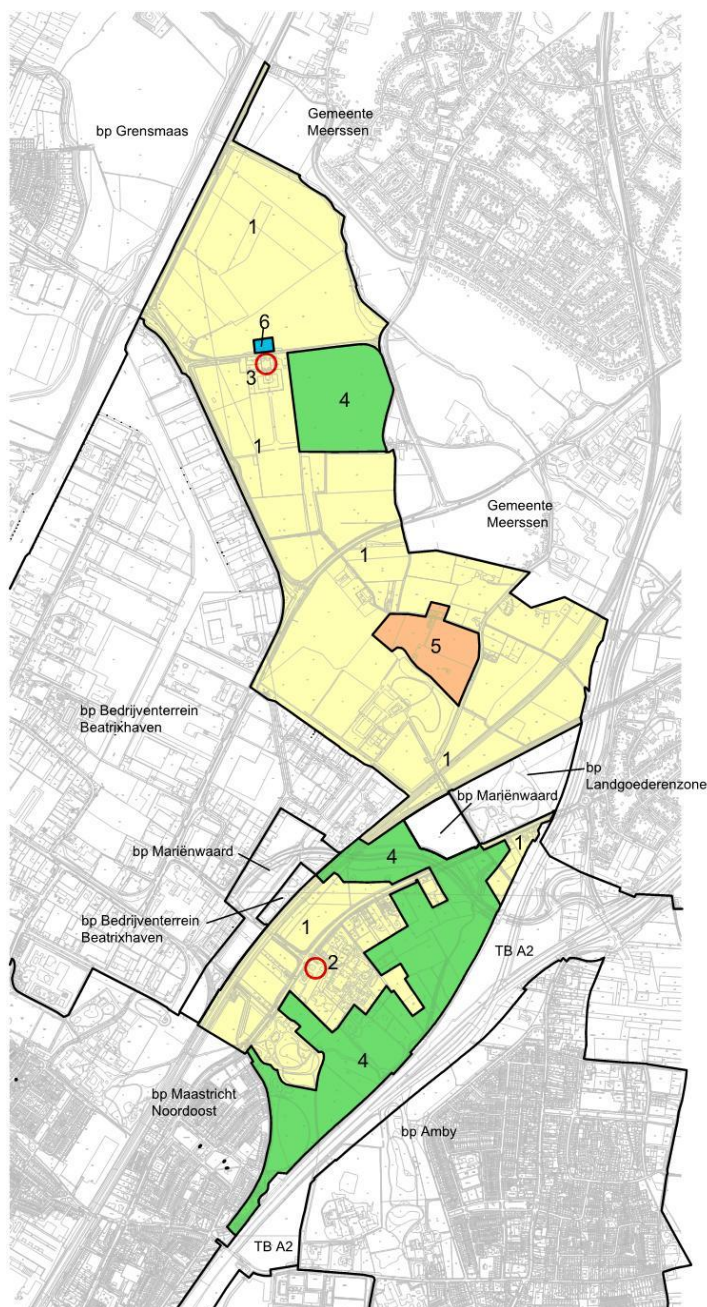 bp Grensmaas
Gemeente
Meerssen
1
6
3
4
1
Gemeente
Meerssen
1
5
bp Bedrijventerrein
Beatrixhaven
1
bp
Landgoederenzone
bp Mariënwaard
bp Mariënwaard
4
1
bp Bedrijventerrein
Beatrixhaven
1
TB A2
2
4
bp Maastricht
Noordoost
bp Amby
TB A2